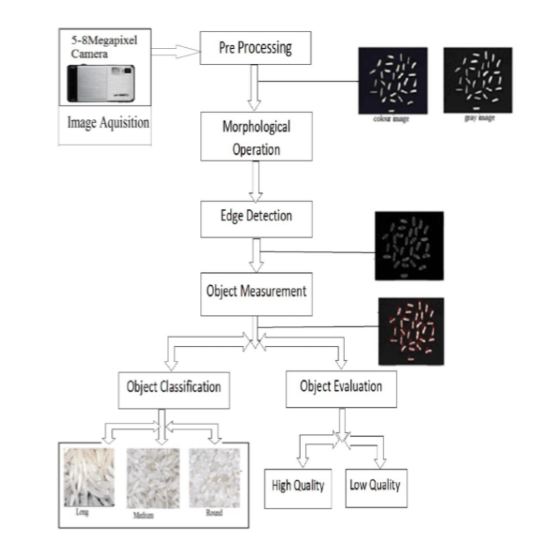 5-8Megapixel
Camera
Image Aquisition
Pre Processing
colour image
gray image
Morphological
Operation
Edge Detection
Object Measurement
Object Classification
Object Evaluation
Long
Medium
Round
High Quality
Low Quality